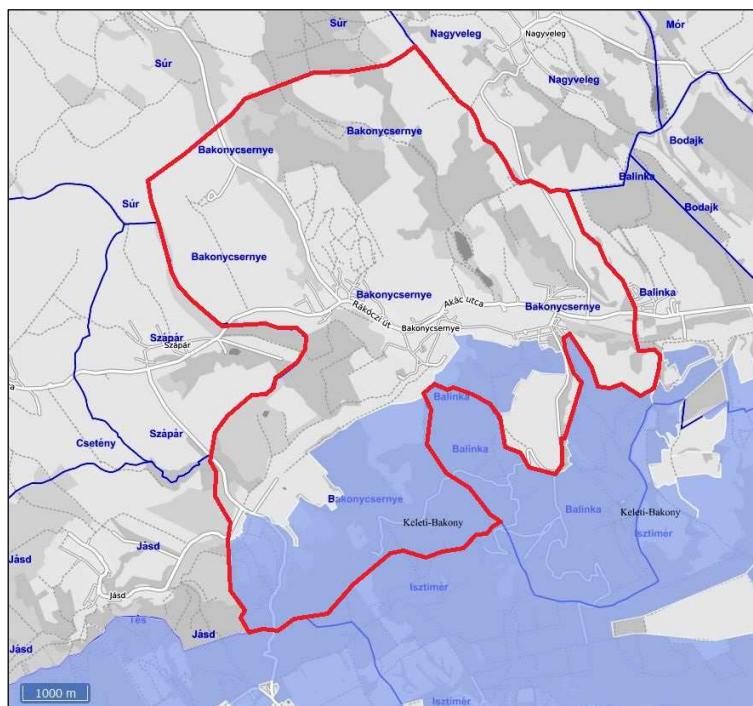 Súr
Nagyveleg
Nagyveleg
Mór
Súr
Nagyveleg
Bakonycsernye
Bakonycsernye
Bodajk
Balinka
Súr
Bodajk
Bakonycsernye
Balinka
Bakonycsernye
Akác utca
Bakonycsernye
Rákóczi út
Bakonycsernye
Szápár
Szápár
Balinka
Csetény
Szápár
Balinka
Bakonycsernye
Keleti-Bakony
Balinka
Keleti-Bakony
Isztimér
Jásd
Jásd
Isztimér
Jásd
Tés
Jásd
Jásd
Isztimér
1000 m